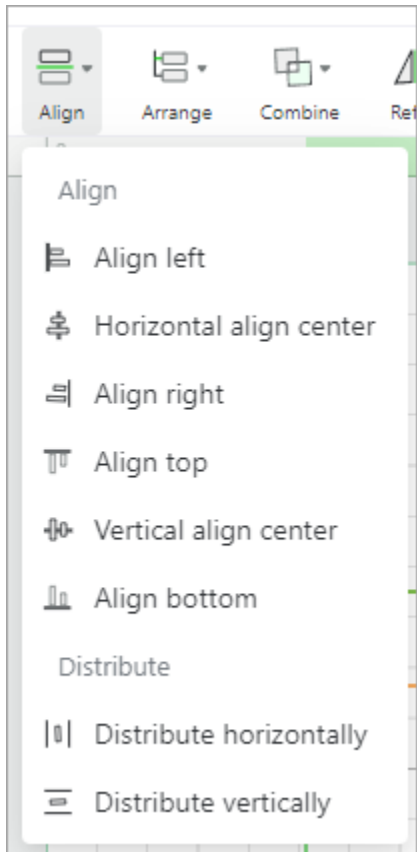 Align
Arrange
Combine
Align
Align left
Horizontal align center
Align right
Align top
Vertical align center
Align bottom
Distribute
Distribute horizontally
Distribute vertically